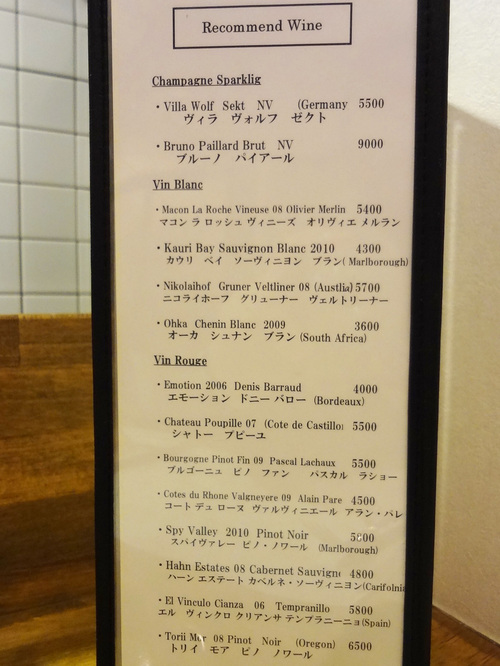 Recommend Wine
Champagne Sparklig
・Villa Wolf Sekt NV (Germany 5500
ヴィラ ヴォルフ ゼクト
・Bruno Paillard Brut NV 9000
ブルーノ パイアール
Vin Blanc
・Macon La Roche Vineuse 08 Olivier Merlin 5400
マコン ラ ロッシュ ヴィニーズ オリヴィエ メルラン
・Kauri Bay Sauvignon Blanc 2010 4300
カウリ ベイ ソーヴィニヨン ブラン( Marlborough)
・Nikolaihof Gruner Veltliner 08 (Austlia) 5700
ニコライホーフ グリューナー ヴェルトリーナー
・Ohka Chenin Blanc 2009 3600
オーカ シュナン ブラン (South Africa)
Vin Rouge
・Emotion 2006 Denis Barraud 4000
エモーション ドニー バロー (Bordeaux)
・Chateau Poupille 07 (Cote de Castillo 5500
シャトー プピーユ
・Bourgogne Pinot Fin 09 Pascal Lachaux 5500
ブルゴーニュ ピノ ファン パスカル ラショー
・Cotes du Rhone Valgneyere 09 Alain Pare 4500
コート デュ ローヌ ヴァルヴィニエール アラン・パレ
・Spy Valley 2010 Pinot Noir 5800
スパイヴァレー ピノ・ノワール (Marlborough)
・Hahn Estates 08 Cabernet Sauvign 4800
ハーン エステート カベルネ・ソーヴィニヨン(Carifolni
・El Vinculo Cianza 06 Tempranillo 5800
エル ヴィンクロ クリアンサ テンプラニーニョ(Spain)
・Torii Mor 08 Pinot Noir (Oregon) 6500
トリイ モア ピノ ノワール